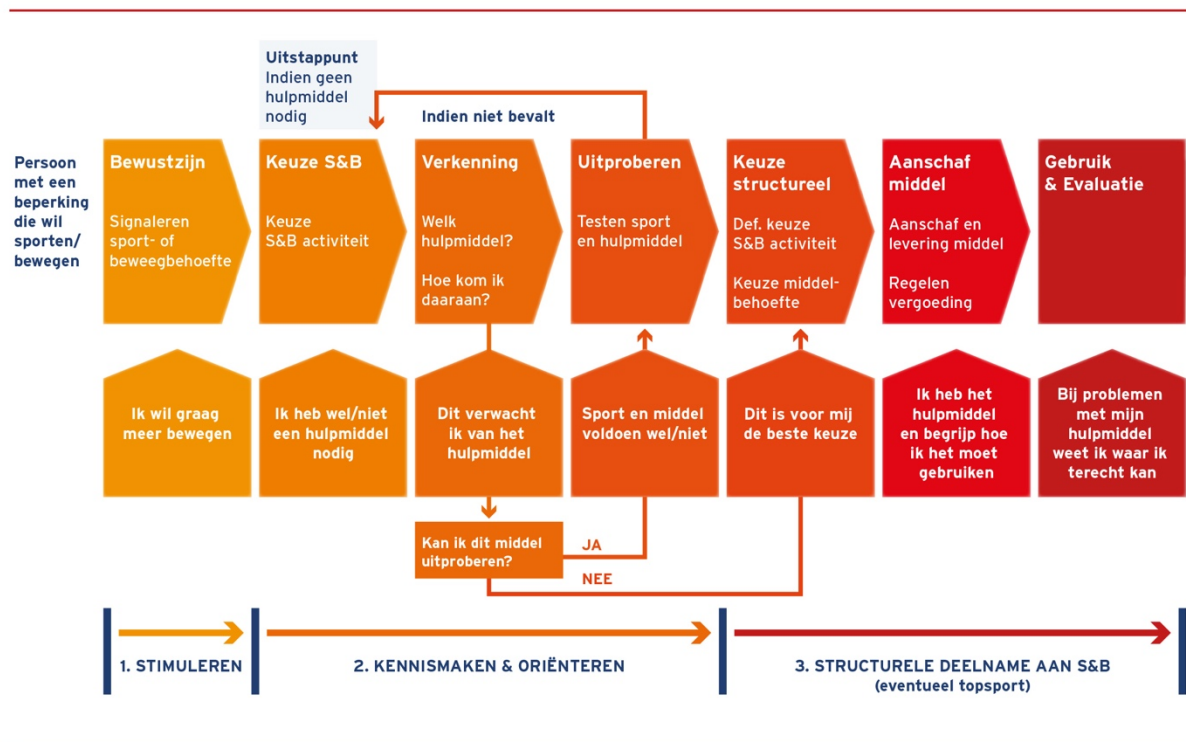 Uitstappunt
Indien geen
hulpmiddel
nodig
Indien niet bevalt
Persoon
met een
beperking
die wil
sporten/
bewegen
Bewustzijn
Signaleren
sport- of
beweegbehoefte
Keuze S&B
Keuze
S&B activiteit
Verkenning
Welk
hulpmiddel?
Hoe kom ik
daaraan?
Uitproberen
Testen sport
en hulpmiddel
Keuze
structureel
Def. keuze
S&B activiteit
Keuze middel-
behoefte
Aanschaf
middel
Aanschaf en
levering middel
Regelen
vergoeding
Gebruik
& Evaluatie
Ik wil graag
meer bewegen
Ik heb wel/niet
een hulpmiddel
nodig
Dit verwacht
ik van het
hulpmiddel
Sport en middel
voldoen wel/niet
Dit is voor mij
de beste keuze
Ik heb het
hulpmiddel
en begrijp hoe
ik het moet
gebruiken
Bij problemen
met mijn
hulpmiddel
weet ik waar ik
terecht kan
Kan ik dit middel
uitproberen?
JA
NEE
1. STIMULEREN
2. KENNISMAKEN & ORIËNTEREN
3. STRUCTURELE DEELNAME AAN S&B
(eventueel topsport)